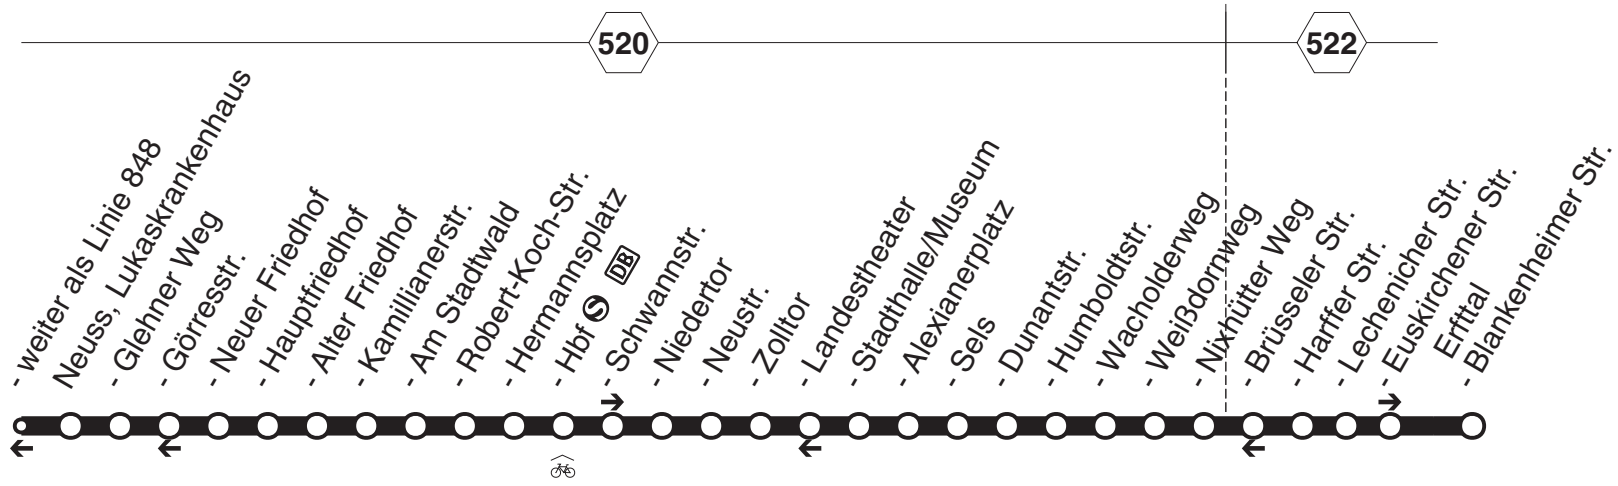 520
522
- weiter als Linie 848
Neuss, Lukaskrankenhaus
- Glehner Weg
- Görresstr.
- Neuer Friedhof
- Hauptfriedhof
- Alter Friedhof
- Kamillianerstr.
- Am Stadtwald
- Robert-Koch-Str.
- Hermannsplatz
- Hbf S DB
- Schwannstr.
- Niedertor
- Neustr.
- Zolltor
- Landestheater
- Stadthalle/Museum
- Alexianerplatz
- Sels
- Dunantstr.
- Humboldtstr.
- Wacholderweg
- Weißdornweg
- Nixhütter Weg
- Brüsseler Str.
- Harffer Str.
- Lechenicher Str.
- Euskirchener Str.
Erfttal
- Blankenheimer Str.